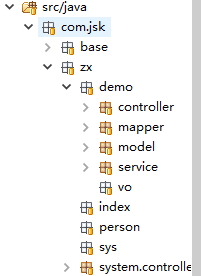 src/java
com.jsk
base
zx
demo
controller
mapper
model
service
vo
index
person
sys
system.controlle